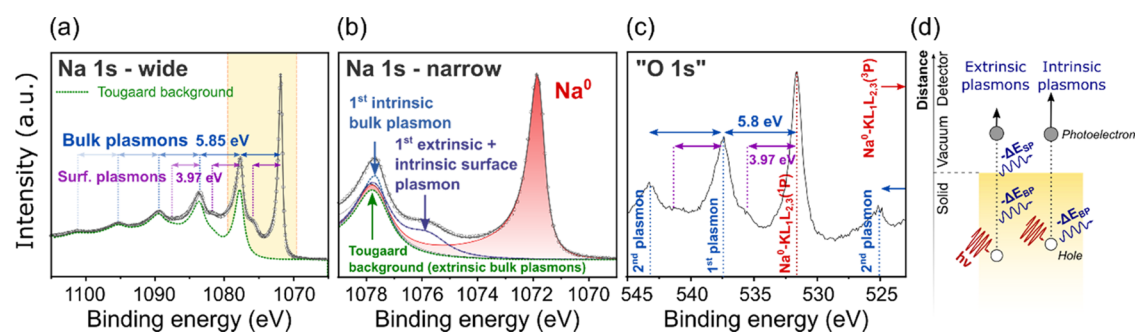 (a)
Na 1s - wide
Tougaard background
Bulk plasmons 5.85 eV
Surf. plasmons
3.97 eV
Intensity (a.u.)
1100 1090 1080 1070
Binding energy (eV)
(b)
Na 1s - narrow
Na⁰
1st intrinsic
bulk plasmon
1st extrinsic +
intrinsic surface
plasmon
Tougaard
background (extrinsic bulk plasmons)
1078 1076 1074 1072 1070
Binding energy (eV)
(c)
"O 1s"
5.8 eV
3.97 eV
2nd plasmon
1st plasmon
Na⁰-KL₁L₂,₃(¹P)
Na⁰-KL₁L₂,₃(³P)
2nd plasmon
545 540 535 530 525
Binding energy (eV)
(d)
Distance
Detector
Vacuum
Solid
Extrinsic
plasmons
Intrinsic
plasmons
Photoelectron
-ΔE_SP
-ΔE_BP
-ΔE_BP
hν
Hole